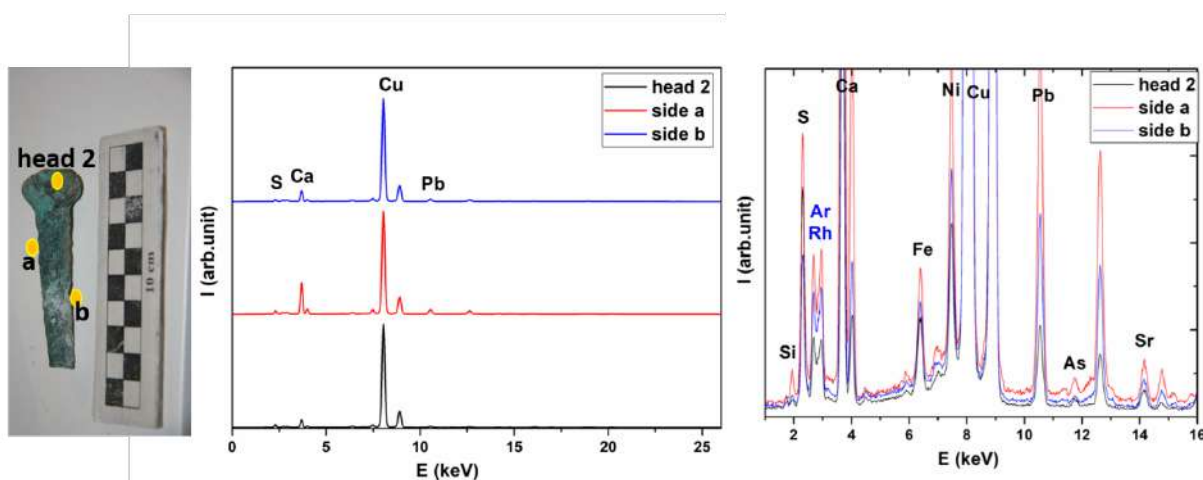 head 2
a
b
10 cm
I (arb.unit)
S
Ca
Cu
Pb
head 2
side a
side b
0
5
10
15
20
25
E (keV)
I (arb.unit)
Si
S
Ar
Rh
Ca
Fe
Ni
Cu
Pb
As
Sr
head 2
side a
side b
2
4
6
8
10
12
14
16
E (keV)